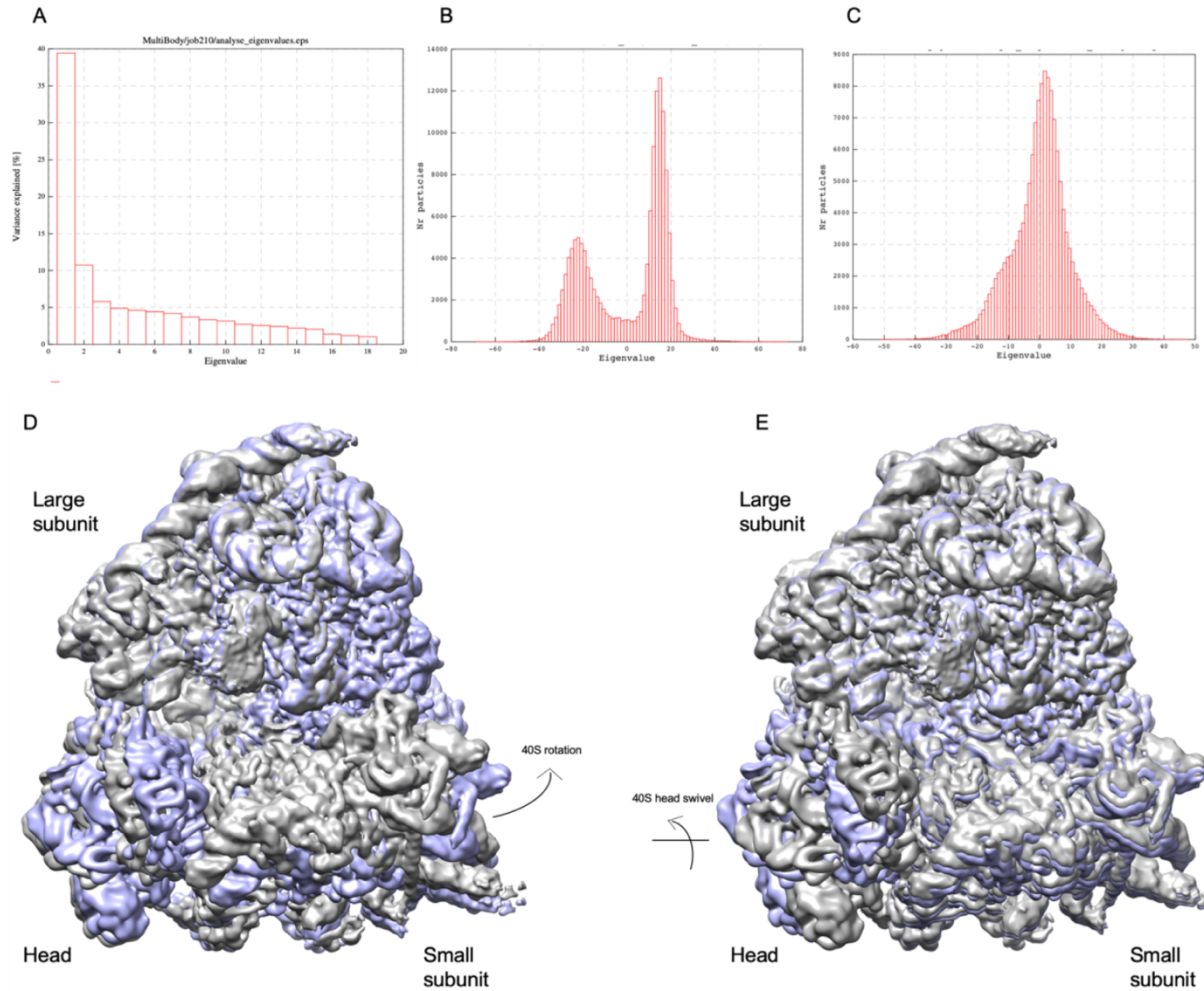 A
MultiBody/job210/analyse_eigenvalues.eps
Variance explained [%]
40
35
30
25
20
15
10
5
0
0 2 4 6 8 10 12 14 16 18 20
Eigenvalue
B
Nr particles
14000
12000
10000
8000
6000
4000
2000
0
-80 -60 -40 -20 0 20 40 60 80
Eigenvalue
C
Nr particles
9000
8000
7000
6000
5000
4000
3000
2000
1000
0
-60 -50 -40 -30 -20 -10 0 10 20 30 40 50
Eigenvalue
D
Large
subunit
40S rotation
Head
Small
subunit
E
Large
subunit
40S head swivel
Head
Small
subunit